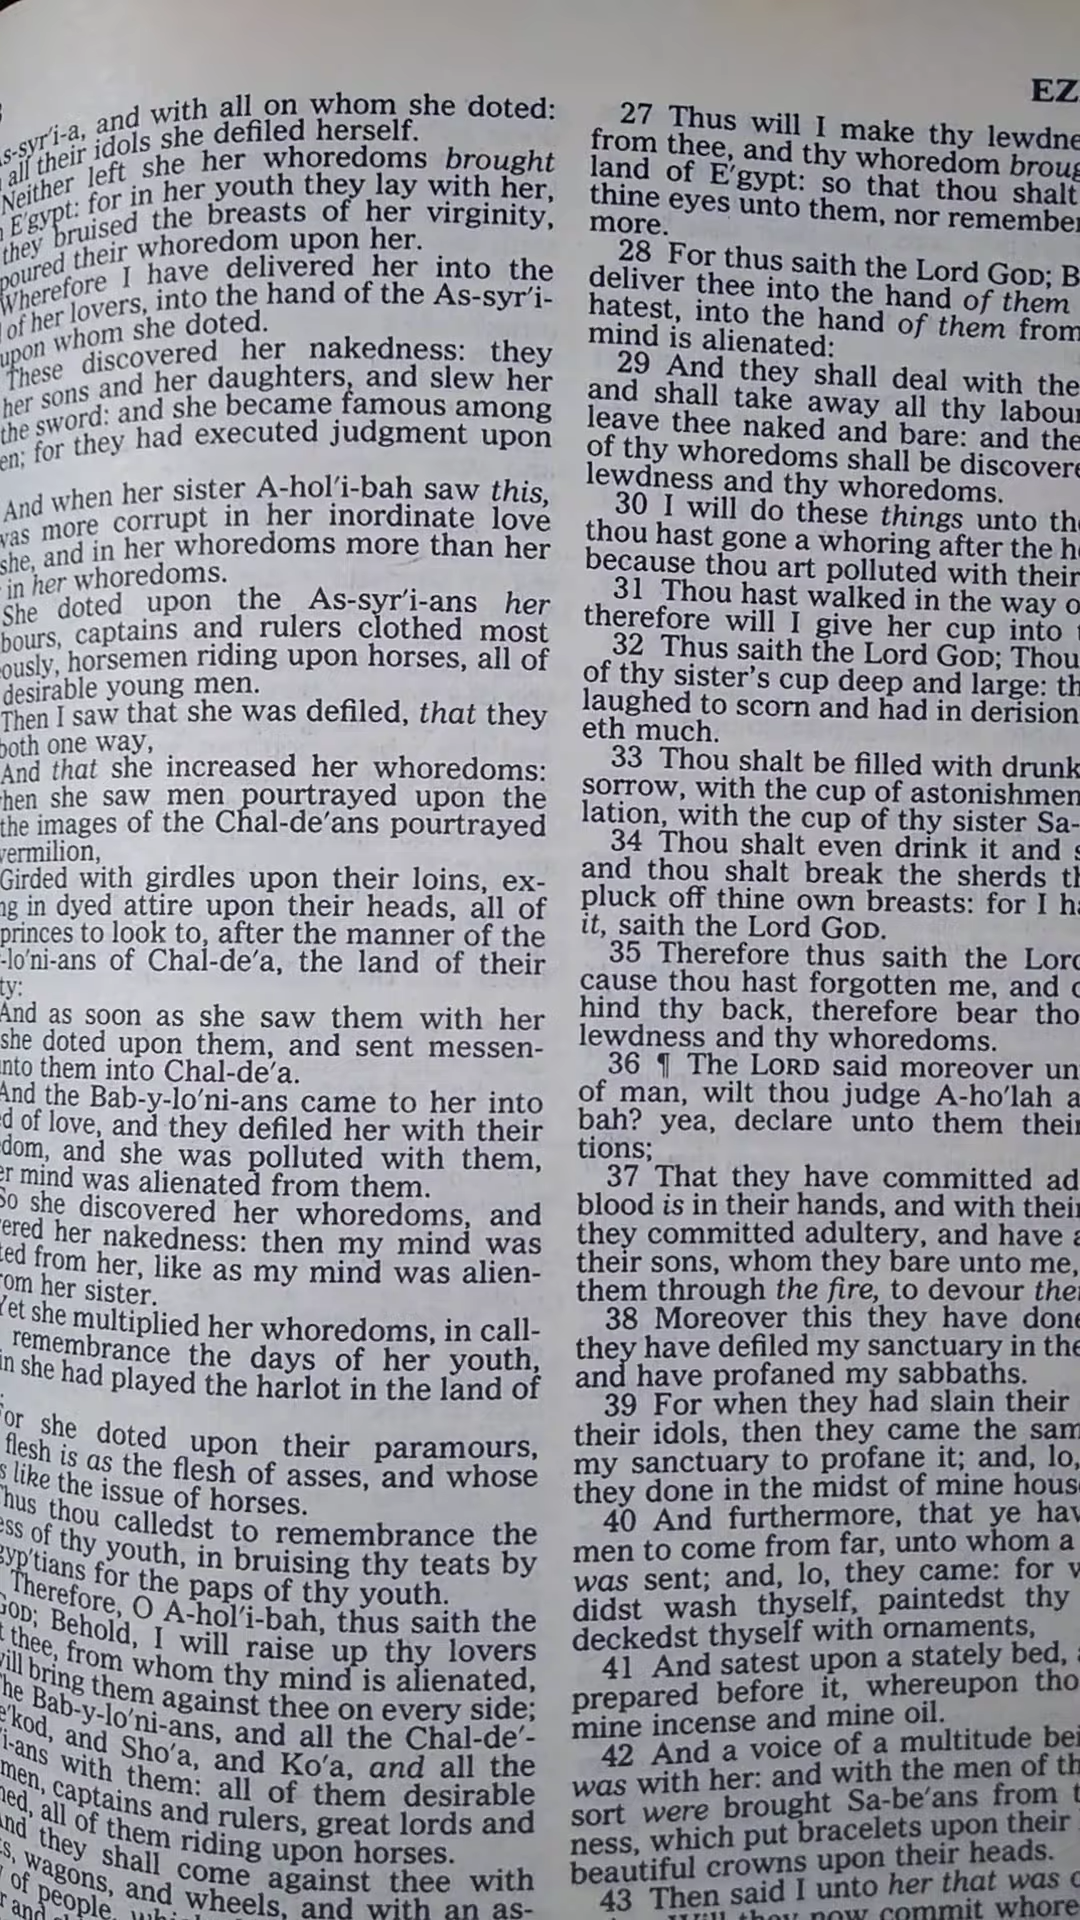 EZ
s-syr'i-a, and with all on whom she doted:
all their idols she defiled herself.
Neither left she her whoredoms brought
E'gypt: for in her youth they lay with her,
they bruised the breasts of her virginity,
poured their whoredom upon her.
Wherefore I have delivered her into the
of her lovers, into the hand of the As-syr'i-
upon whom she doted.
These discovered her nakedness: they
her sons and her daughters, and slew her
the sword: and she became famous among
en; for they had executed judgment upon
And when her sister A-hol'i-bah saw this,
was more corrupt in her inordinate love
she, and in her whoredoms more than her
in her whoredoms.
She doted upon the As-syr'i-ans her
bours, captains and rulers clothed most
ously, horsemen riding upon horses, all of
desirable young men.
Then I saw that she was defiled, that they
both one way,
And that she increased her whoredoms:
hen she saw men pourtrayed upon the
the images of the Chal-de'ans pourtrayed
vermilion,
Girded with girdles upon their loins, ex-
ng in dyed attire upon their heads, all of
princes to look to, after the manner of the
-lo'ni-ans of Chal-de'a, the land of their
ty:
And as soon as she saw them with her
she doted upon them, and sent messen-
nto them into Chal-de'a.
And the Bab-y-lo'ni-ans came to her into
d of love, and they defiled her with their
dom, and she was polluted with them,
er mind was alienated from them.
So she discovered her whoredoms, and
ered her nakedness: then my mind was
ted from her, like as my mind was alien-
rom her sister.
Yet she multiplied her whoredoms, in call-
remembrance the days of her youth,
in she had played the harlot in the land of
For she doted upon their paramours,
flesh is as the flesh of asses, and whose
s like the issue of horses.
Thus thou calledst to remembrance the
ess of thy youth, in bruising thy teats by
gyp'tians for the paps of thy youth.
Therefore, O A-hol'i-bah, thus saith the
GOD; Behold, I will raise up thy lovers
t thee, from whom thy mind is alienated,
will bring them against thee on every side;
The Bab-y-lo'ni-ans, and all the Chal-de'-
e'kod, and Sho'a, and Ko'a, and all the
i-ans with them: all of them desirable
men, captains and rulers, great lords and
ned, all of them riding upon horses.
And they shall come against thee with
s, wagons, and wheels, and with an as-
of people,
27 Thus will I make thy lewdne
from thee, and thy whoredom broug
land of E'gypt: so that thou shalt
thine eyes unto them, nor remember
more.
28 For thus saith the Lord GOD; B
deliver thee into the hand of them
hatest, into the hand of them from
mind is alienated:
29 And they shall deal with the
and shall take away all thy labour
leave thee naked and bare: and the
of thy whoredoms shall be discovere
lewdness and thy whoredoms.
30 I will do these things unto the
thou hast gone a whoring after the he
because thou art polluted with their
31 Thou hast walked in the way o
therefore will I give her cup into
32 Thus saith the Lord GOD; Thou
of thy sister's cup deep and large: th
laughed to scorn and had in derision
eth much.
33 Thou shalt be filled with drunk
sorrow, with the cup of astonishmen
lation, with the cup of thy sister Sa-
34 Thou shalt even drink it and s
and thou shalt break the sherds th
pluck off thine own breasts: for I ha
it, saith the Lord GOD.
35 Therefore thus saith the Lord
cause thou hast forgotten me, and c
hind thy back, therefore bear tho
lewdness and thy whoredoms.
36 ¶ The LORD said moreover un
of man, wilt thou judge A-ho'lah a
bah? yea, declare unto them their
tions;
37 That they have committed ad
blood is in their hands, and with their
they committed adultery, and have a
their sons, whom they bare unto me,
them through the fire, to devour the
38 Moreover this they have done
they have defiled my sanctuary in the
and have profaned my sabbaths.
39 For when they had slain their
their idols, then they came the sam
my sanctuary to profane it; and, lo,
they done in the midst of mine hous
40 And furthermore, that ye hav
men to come from far, unto whom a
was sent; and, lo, they came: for w
didst wash thyself, paintedst thy
deckedst thyself with ornaments,
41 And satest upon a stately bed,
prepared before it, whereupon tho
mine incense and mine oil.
42 And a voice of a multitude bei
was with her: and with the men of th
sort were brought Sa-be'ans from t
ness, which put bracelets upon their
beautiful crowns upon their heads.
43 Then said I unto her that was o
Will they now commit whore